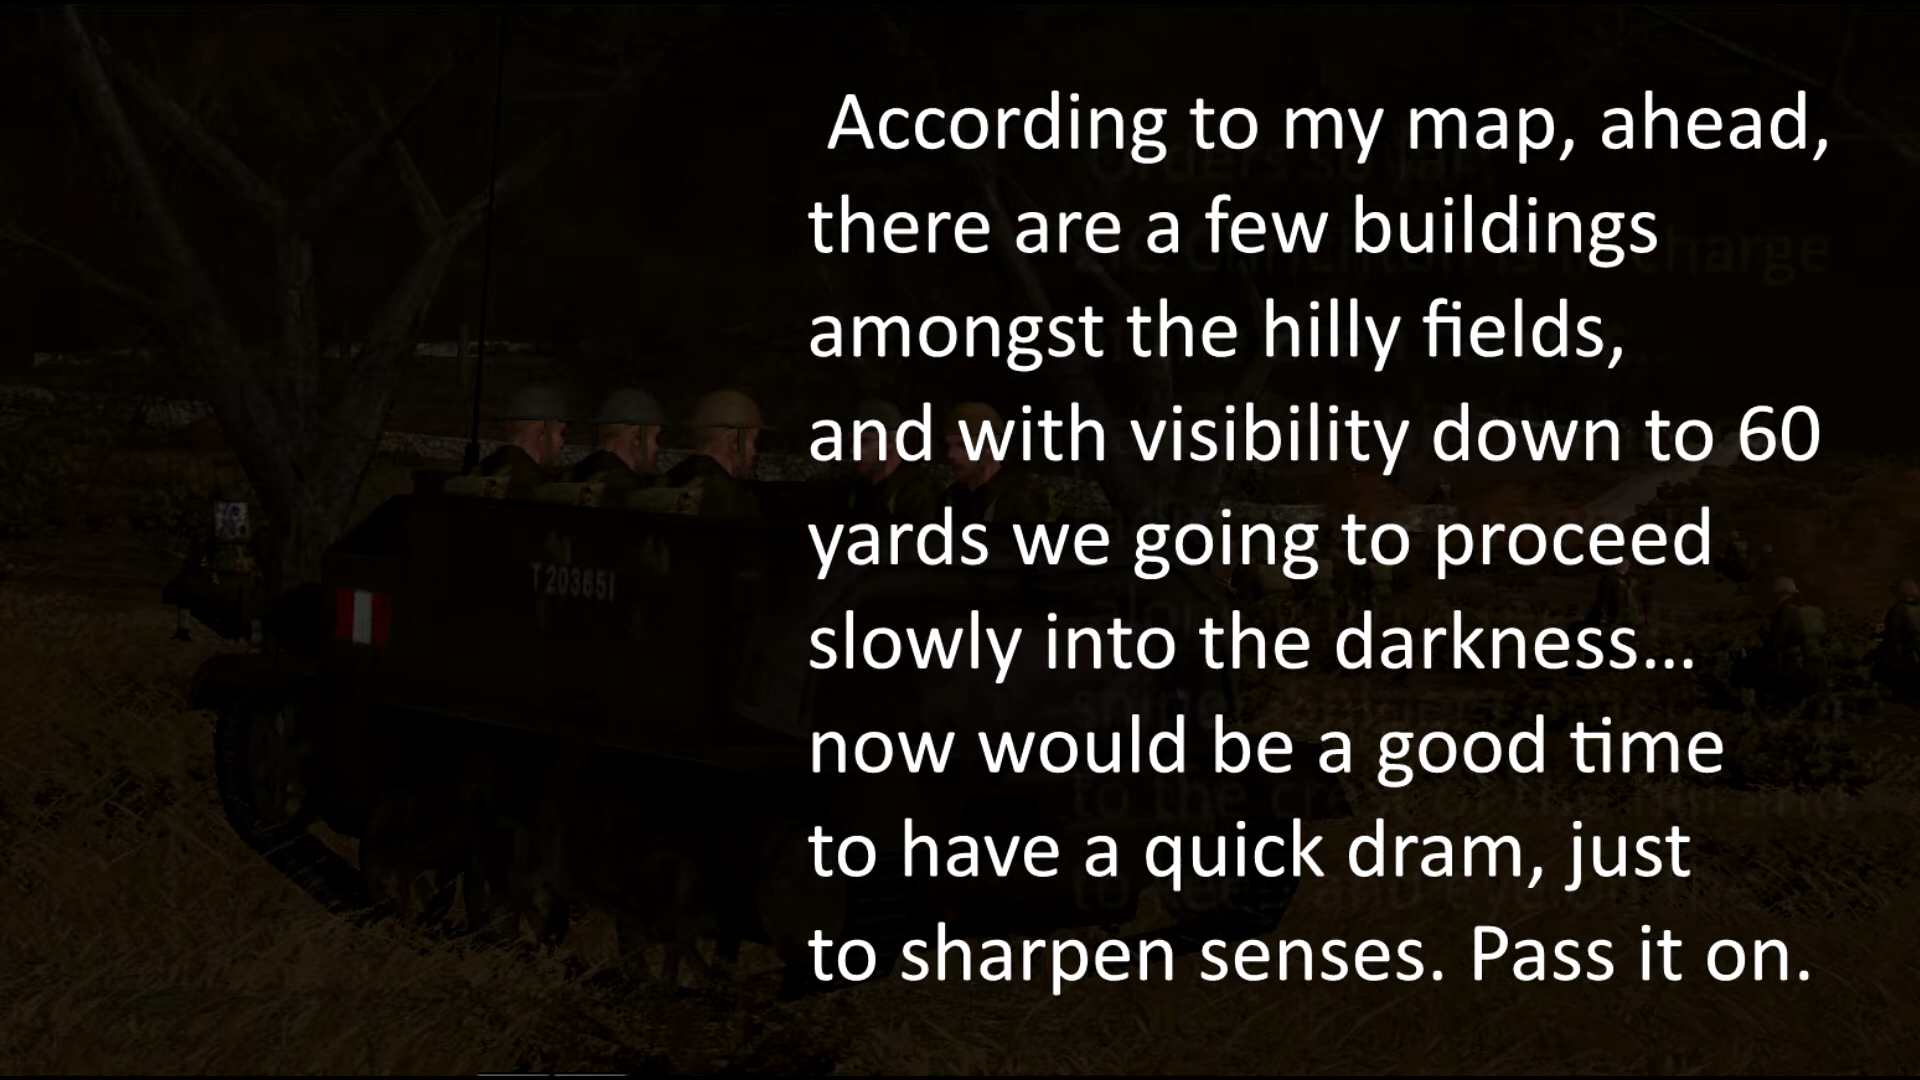 According to my map, ahead,
there are a few buildings
amongst the hilly fields,
and with visibility down to 60
yards we going to proceed
slowly into the darkness...
now would be a good time
to have a quick dram, just
to sharpen senses. Pass it on.
T203651